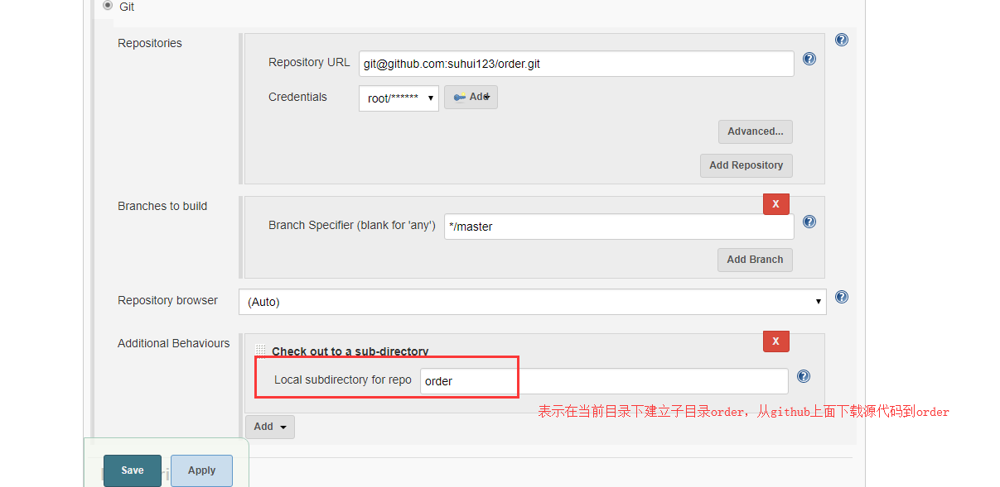 Git
Repositories
Repository URL git@github.com:suhui123/order.git
Credentials root/****** Add
Advanced...
Add Repository
Branches to build
X
Branch Specifier (blank for 'any') */master
Add Branch
Repository browser (Auto)
Additional Behaviours
X
Check out to a sub-directory
Local subdirectory for repo order
表示在当前目录下建立子目录order，从github上面下载源代码到order
Add
Save Apply